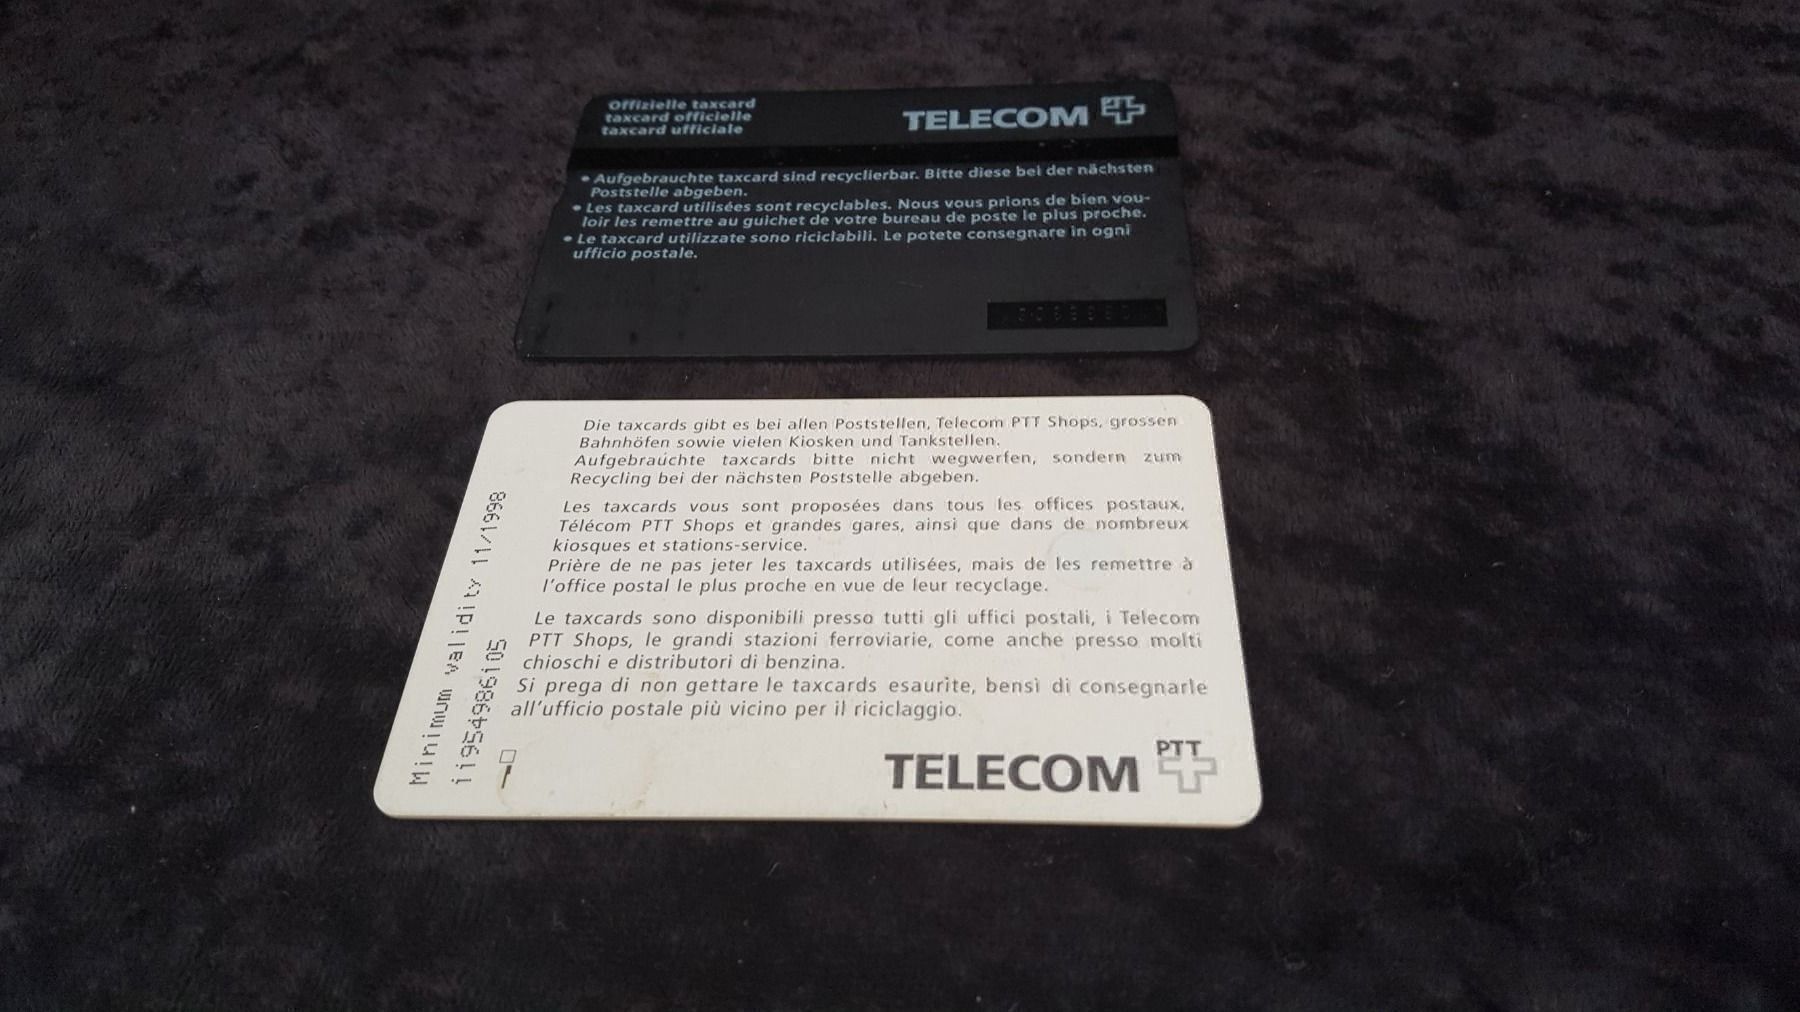 Offizielle taxcard
taxcard officielle
taxcard ufficiale
TELECOM PTT
• Aufgebrauchte taxcard sind recyclierbar. Bitte diese bei der nächsten
Poststelle abgeben.
• Les taxcard utilisées sont recyclables. Nous vous prions de bien vou-
loir les remettre au guichet de votre bureau de poste le plus proche.
• Le taxcard utilizzate sono riciclabili. Le potete consegnare in ogni
ufficio postale.
Die taxcards gibt es bei allen Poststellen, Telecom PTT Shops, grossen
Bahnhöfen sowie vielen Kiosken und Tankstellen.
Aufgebrauchte taxcards bitte nicht wegwerfen, sondern zum
Recycling bei der nächsten Poststelle abgeben.
Les taxcards vous sont proposées dans tous les offices postaux,
Télécom PTT Shops et grandes gares, ainsi que dans de nombreux
kiosques et stations-service.
Prière de ne pas jeter les taxcards utilisées, mais de les remettre à
l'office postal le plus proche en vue de leur recyclage.
Le taxcards sono disponibili presso tutti gli uffici postali, i Telecom
PTT Shops, le grandi stazioni ferroviarie, come anche presso molti
chioschi e distributori di benzina.
Si prega di non gettare le taxcards esaurite, bensì di consegnarle
all'ufficio postale più vicino per il riciclaggio.
Minimum validity 11/1998
11954986105
TELECOM PTT